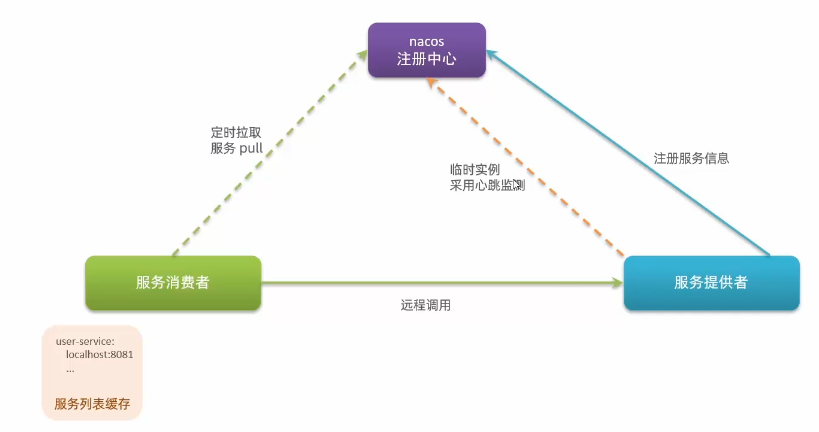 nacos
注册中心
定时拉取
服务 pull
临时实例
采用心跳监测
注册服务信息
服务消费者
服务提供者
远程调用
user-service:
localhost:8081
...
服务列表缓存